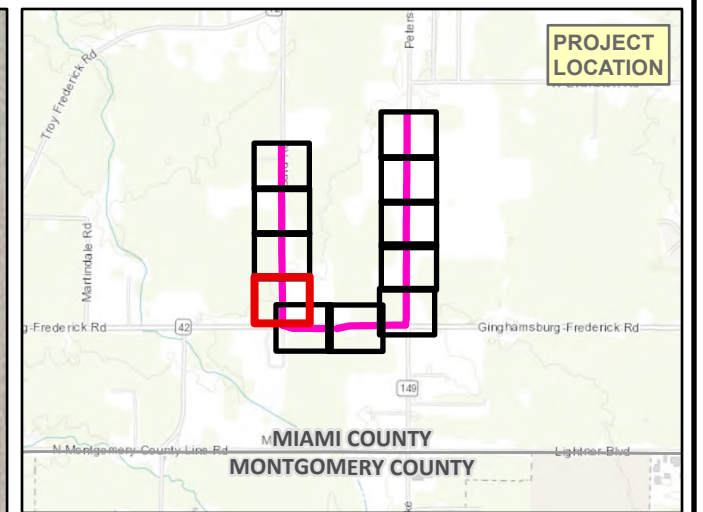 PROJECT
LOCATION
Troy Frederick Rd
Peters
Martindale Rd
g-Frederick Rd
42
Ginghamsburg-Frederick Rd
149
MIAMI COUNTY
N Montgomery County Line Rd
Lightner Blvd
MONTGOMERY COUNTY